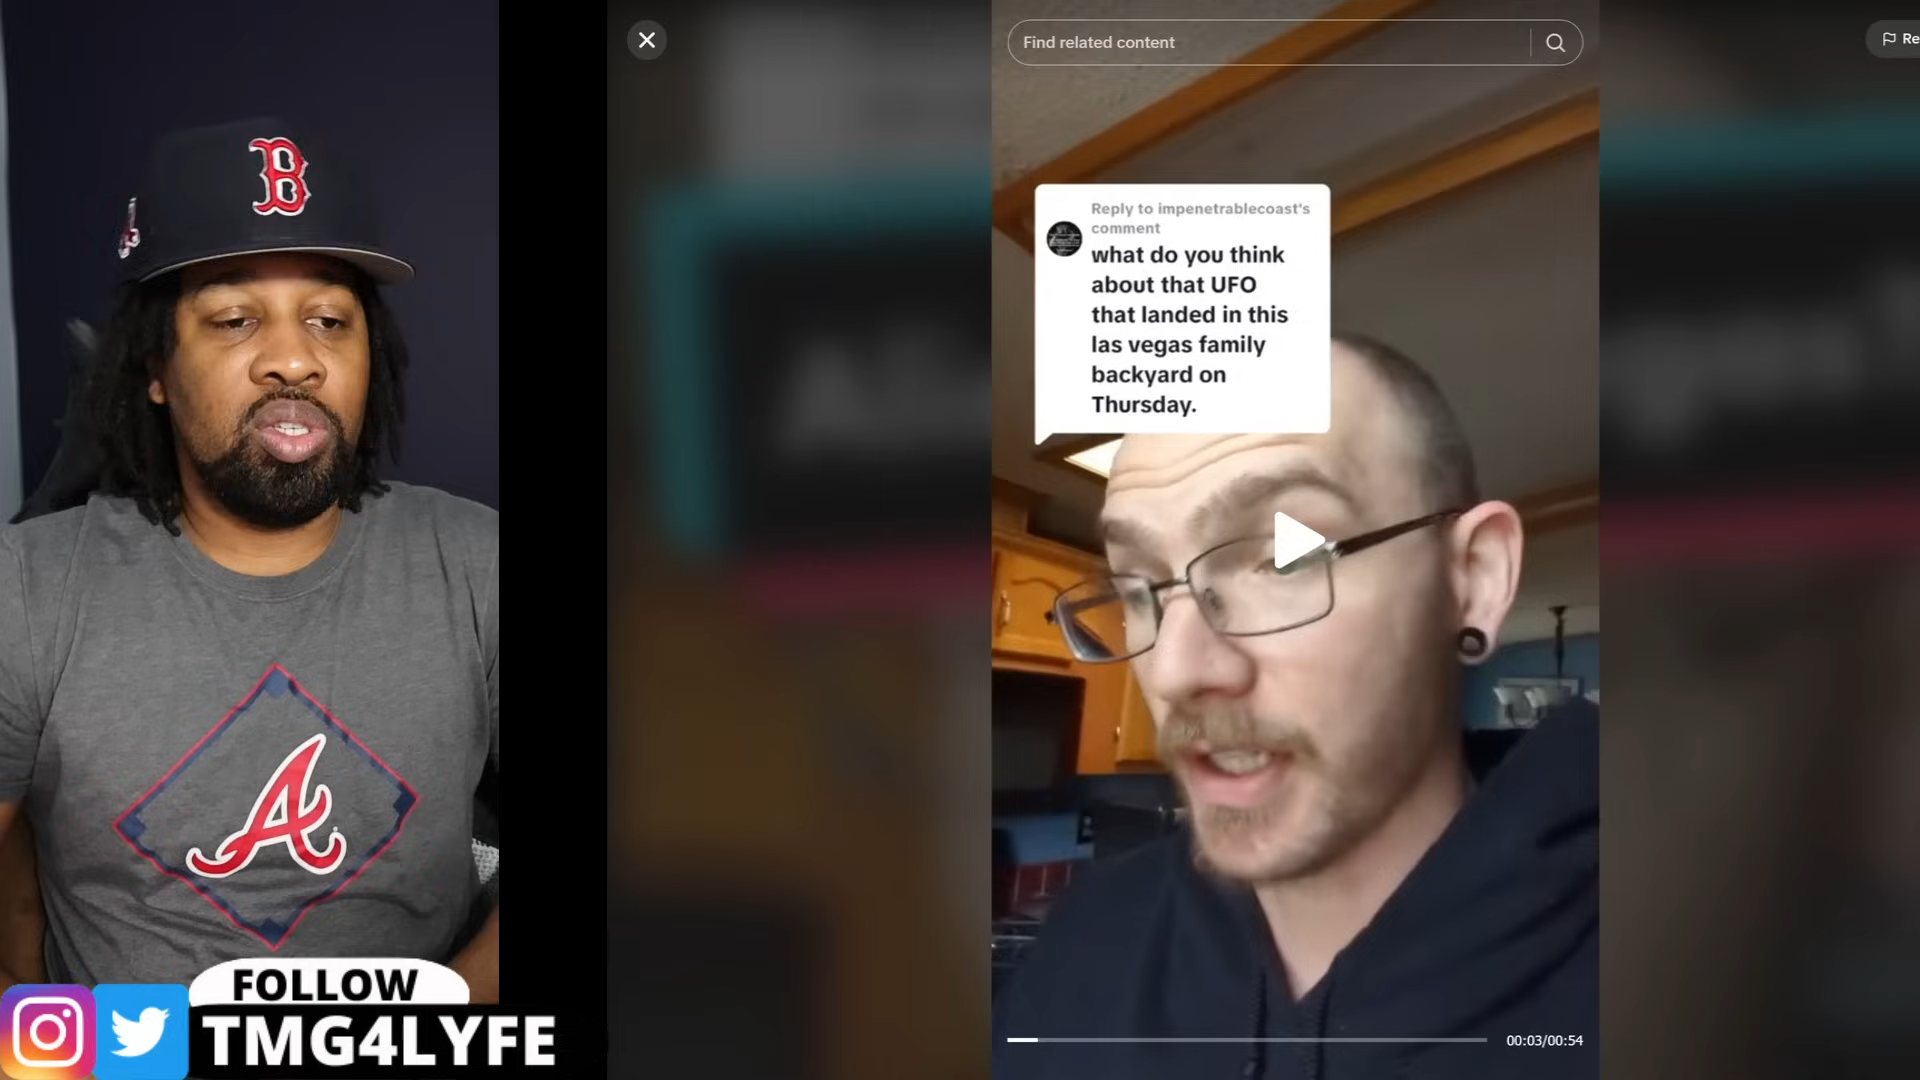 B
A
FOLLOW
TMG4LYFE
Find related content
Re
Reply to impenetrablecoast's
comment
what do you think
about that UFO
that landed in this
las vegas family
backyard on
Thursday.
00:03/00:54